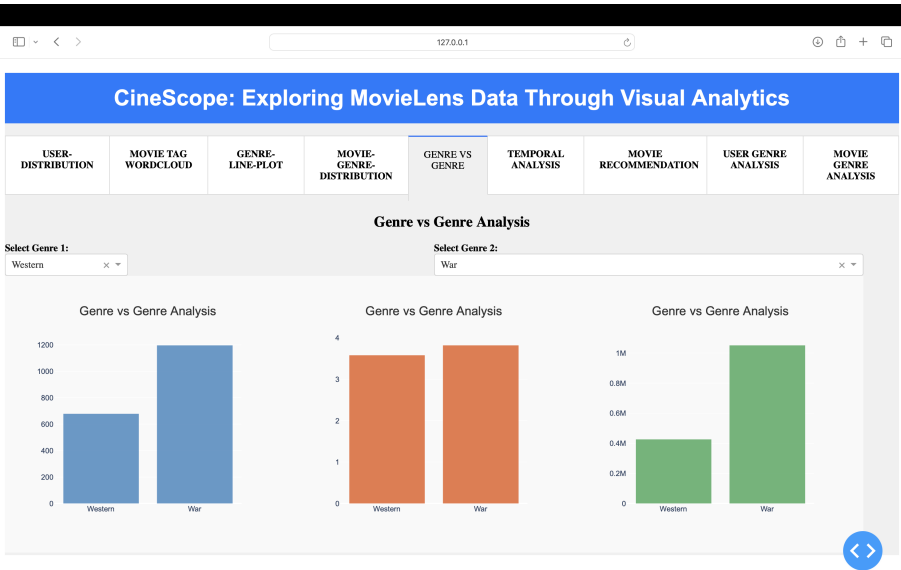 127.0.0.1
CineScope: Exploring MovieLens Data Through Visual Analytics
USER-
DISTRIBUTION
MOVIE TAG
WORDCLOUD
GENRE-
LINE-PLOT
MOVIE-
GENRE-
DISTRIBUTION
GENRE VS
GENRE
TEMPORAL
ANALYSIS
MOVIE
RECOMMENDATION
USER GENRE
ANALYSIS
MOVIE
GENRE
ANALYSIS
Genre vs Genre Analysis
Select Genre 1:
Western
Select Genre 2:
War
Genre vs Genre Analysis
1200
1000
800
600
400
200
0
Western
War
Genre vs Genre Analysis
4
3
2
1
0
Western
War
Genre vs Genre Analysis
1M
0.8M
0.6M
0.4M
0.2M
0
Western
War